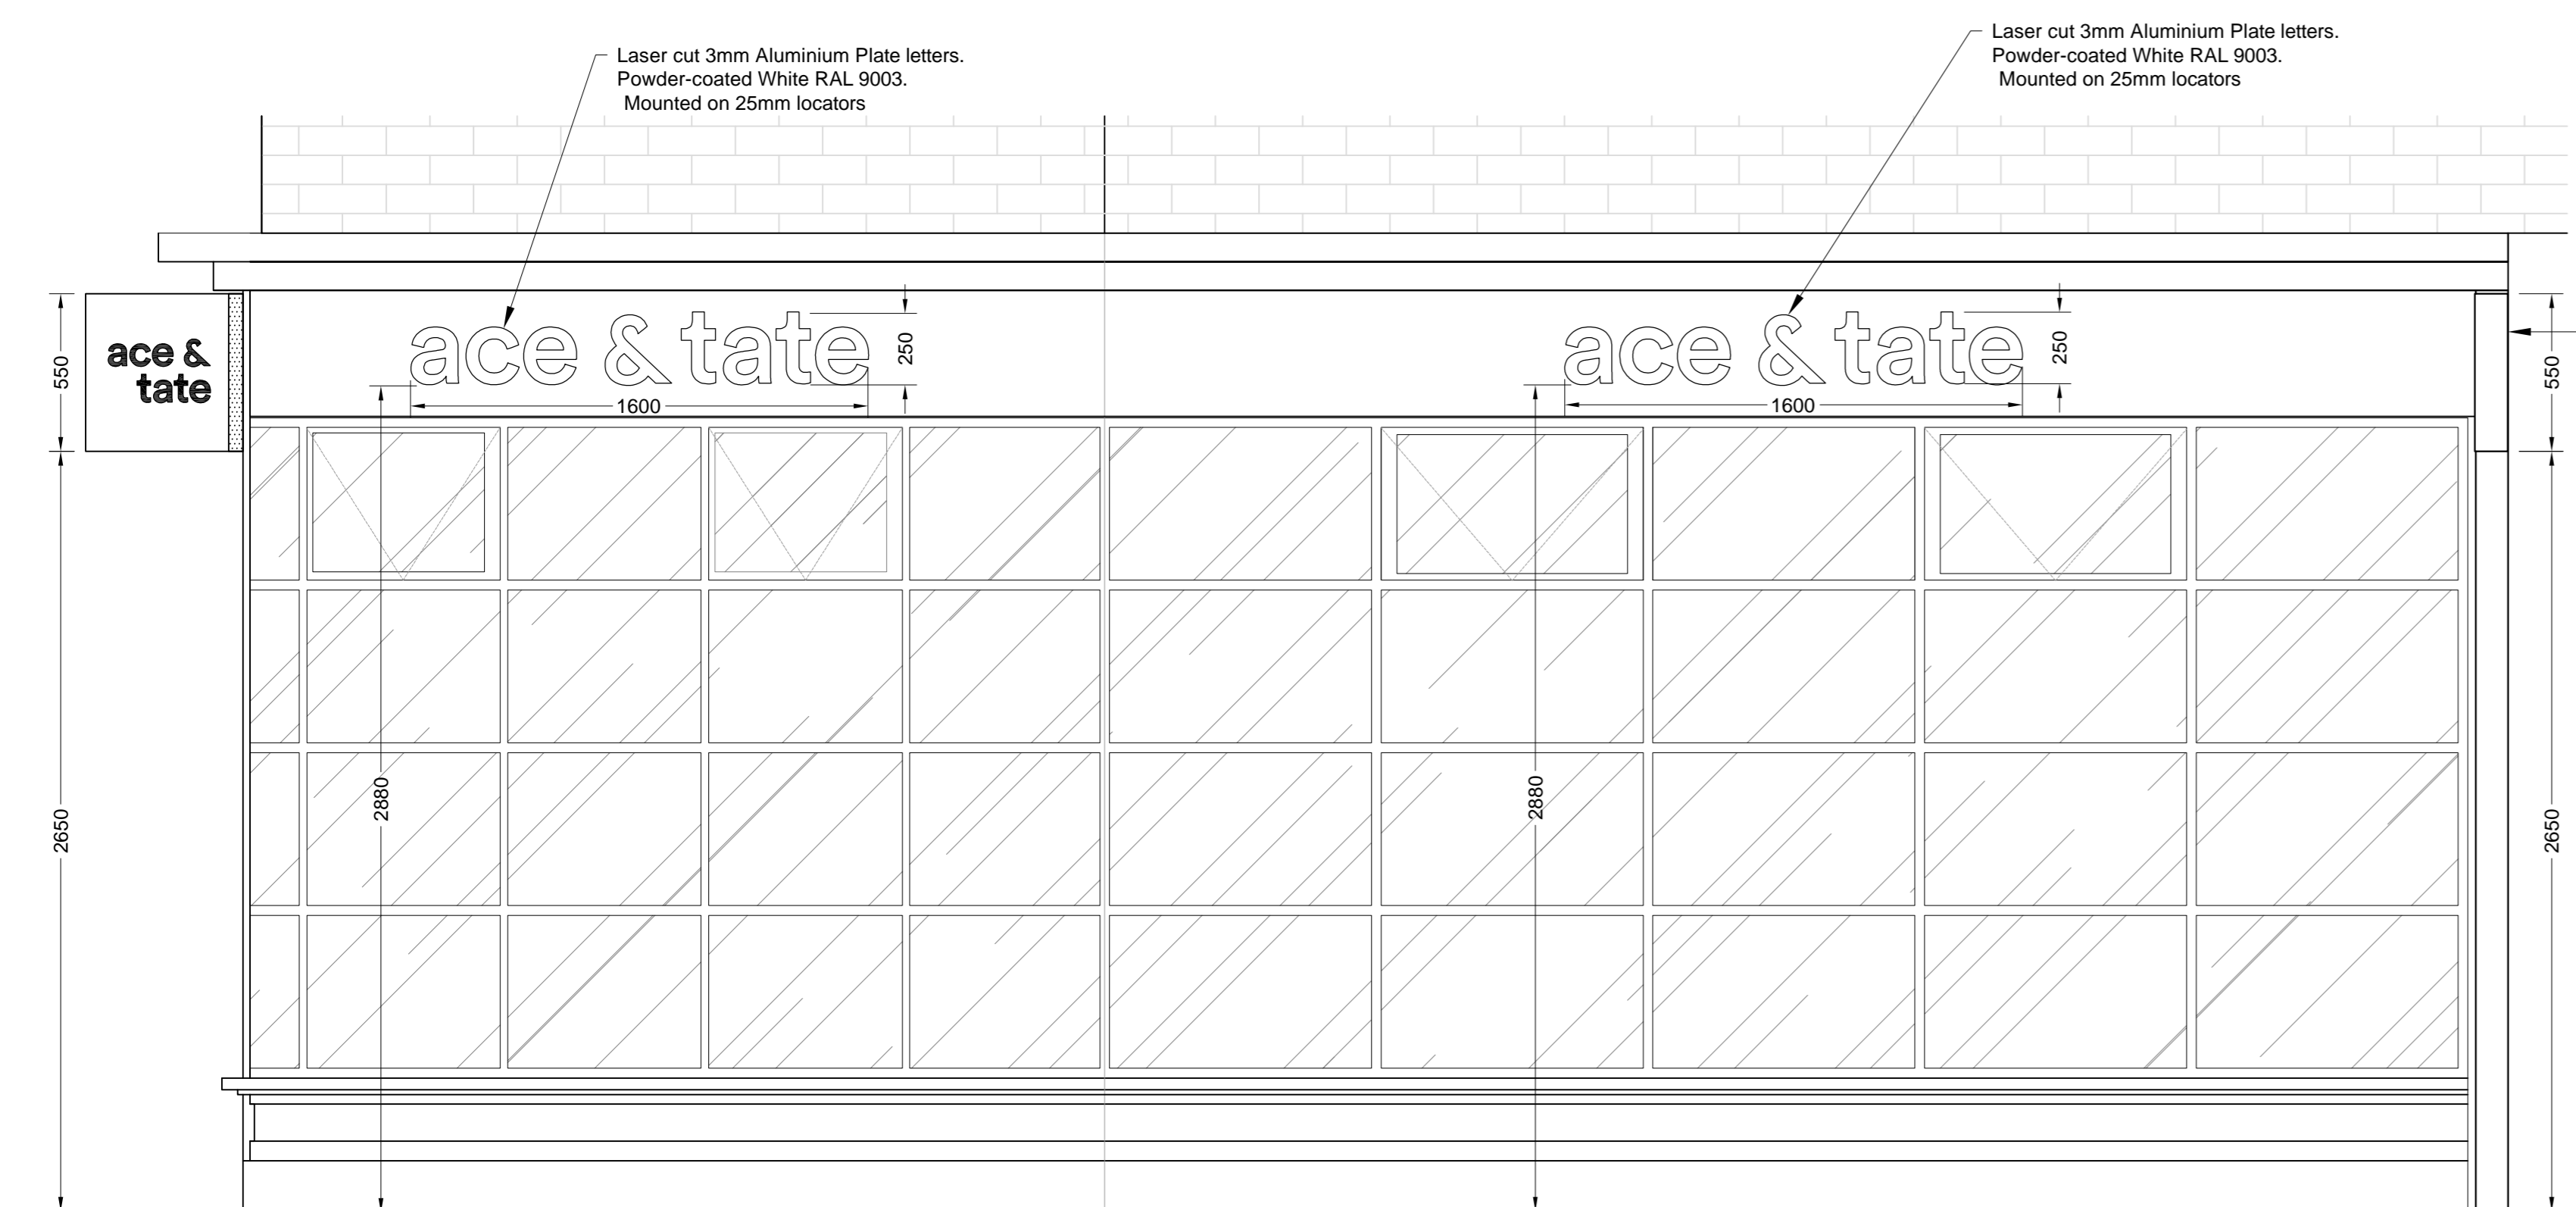 Laser cut 3mm Aluminium Plate letters.
Powder-coated White RAL 9003.
Mounted on 25mm locators
Laser cut 3mm Aluminium Plate letters.
Powder-coated White RAL 9003.
Mounted on 25mm locators
550
ace &
tate
ace & tate
250
1600
ace & tate
250
1600
550
2650
2880
2880
2650